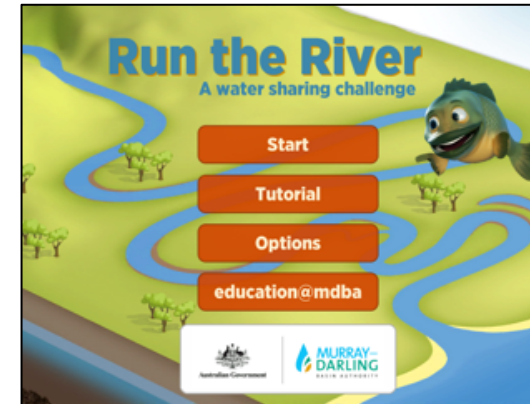 Run the River
A water sharing challenge
Start
Tutorial
Options
education@mdba
Australian Government
MURRAY–
DARLING
BASIN AUTHORITY